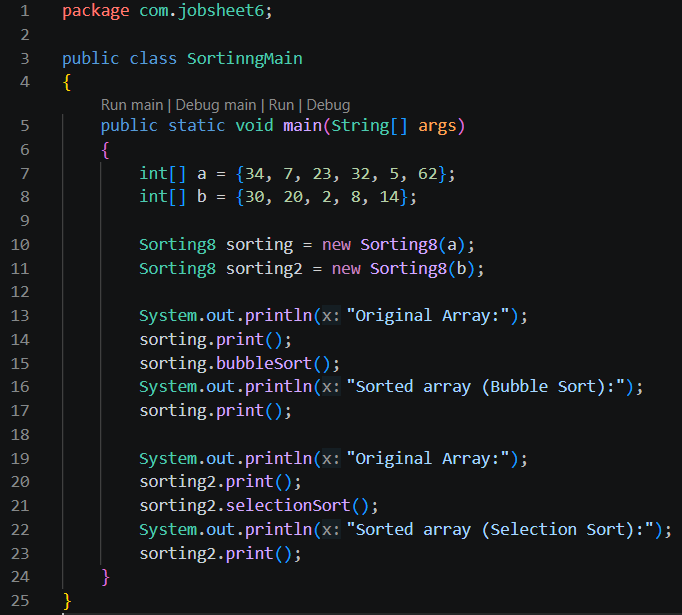 1 package com.jobsheet6;
2
3 public class SortinngMain
4 {
Run main | Debug main | Run | Debug
5 public static void main(String[] args)
6 {
7 int[] a = {34, 7, 23, 32, 5, 62};
8 int[] b = {30, 20, 2, 8, 14};
9
10 Sorting8 sorting = new Sorting8(a);
11 Sorting8 sorting2 = new Sorting8(b);
12
13 System.out.println(x: "Original Array:");
14 sorting.print();
15 sorting.bubbleSort();
16 System.out.println(x: "Sorted array (Bubble Sort):");
17 sorting.print();
18
19 System.out.println(x: "Original Array:");
20 sorting2.print();
21 sorting2.selectionSort();
22 System.out.println(x: "Sorted array (Selection Sort):");
23 sorting2.print();
24 }
25 }